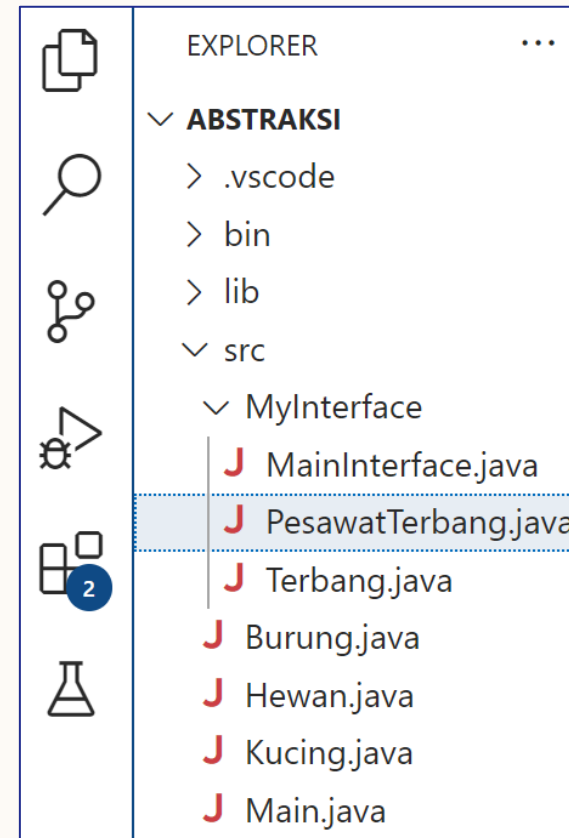 EXPLORER ...
ABSTRAKSI
.vscode
bin
lib
src
MyInterface
J MainInterface.java
J PesawatTerbang.java
J Terbang.java
2
J Burung.java
J Hewan.java
J Kucing.java
J Main.java